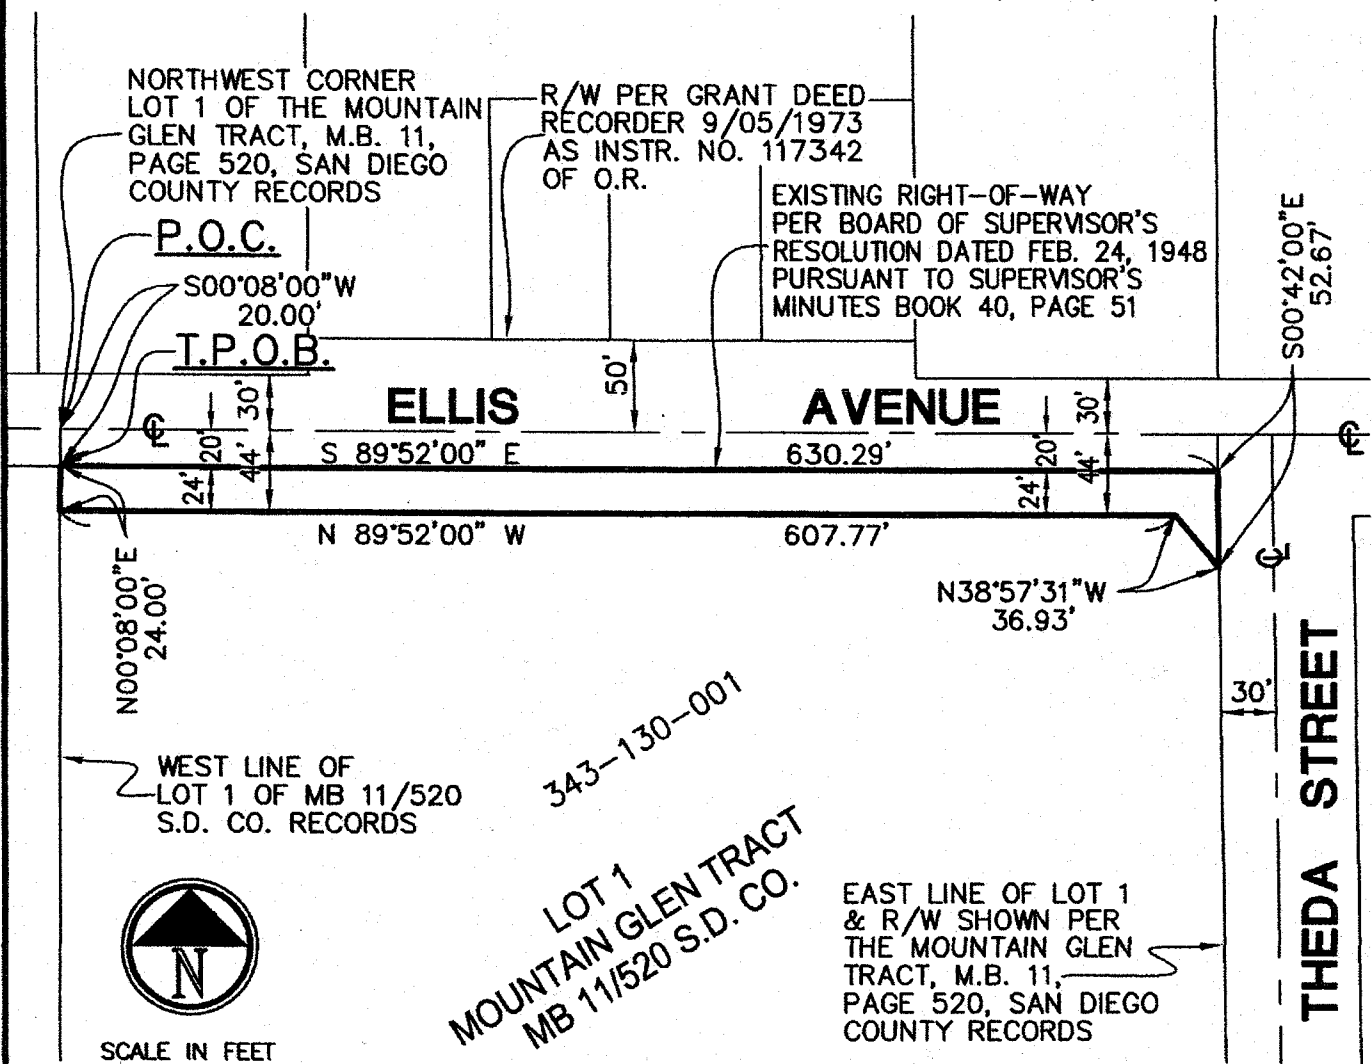 NORTHWEST CORNER
LOT 1 OF THE MOUNTAIN
GLEN TRACT, M.B. 11,
PAGE 520, SAN DIEGO
COUNTY RECORDS
R/W PER GRANT DEED
RECORDER 9/05/1973
AS INSTR. NO. 117342
OF O.R.
EXISTING RIGHT-OF-WAY
PER BOARD OF SUPERVISOR'S
RESOLUTION DATED FEB. 24, 1948
PURSUANT TO SUPERVISOR'S
MINUTES BOOK 40, PAGE 51
S00°42'00"E
52.67'
P.O.C.
S00°08'00"W
20.00'
T.P.O.B.
30'
50'
ELLIS AVENUE
30'
20'
44'
S 89°52'00" E 630.29'
20'
44'
24'
24'
N 89°52'00" W 607.77'
N00°08'00"E
24.00'
N38°57'31"W
36.93'
30'
THEDA STREET
343-130-001
WEST LINE OF
LOT 1 OF MB 11/520
S.D. CO. RECORDS
LOT 1
MOUNTAIN GLEN TRACT
MB 11/520 S.D. CO.
EAST LINE OF LOT 1
& R/W SHOWN PER
THE MOUNTAIN GLEN
TRACT, M.B. 11,
PAGE 520, SAN DIEGO
COUNTY RECORDS
N
SCALE IN FEET